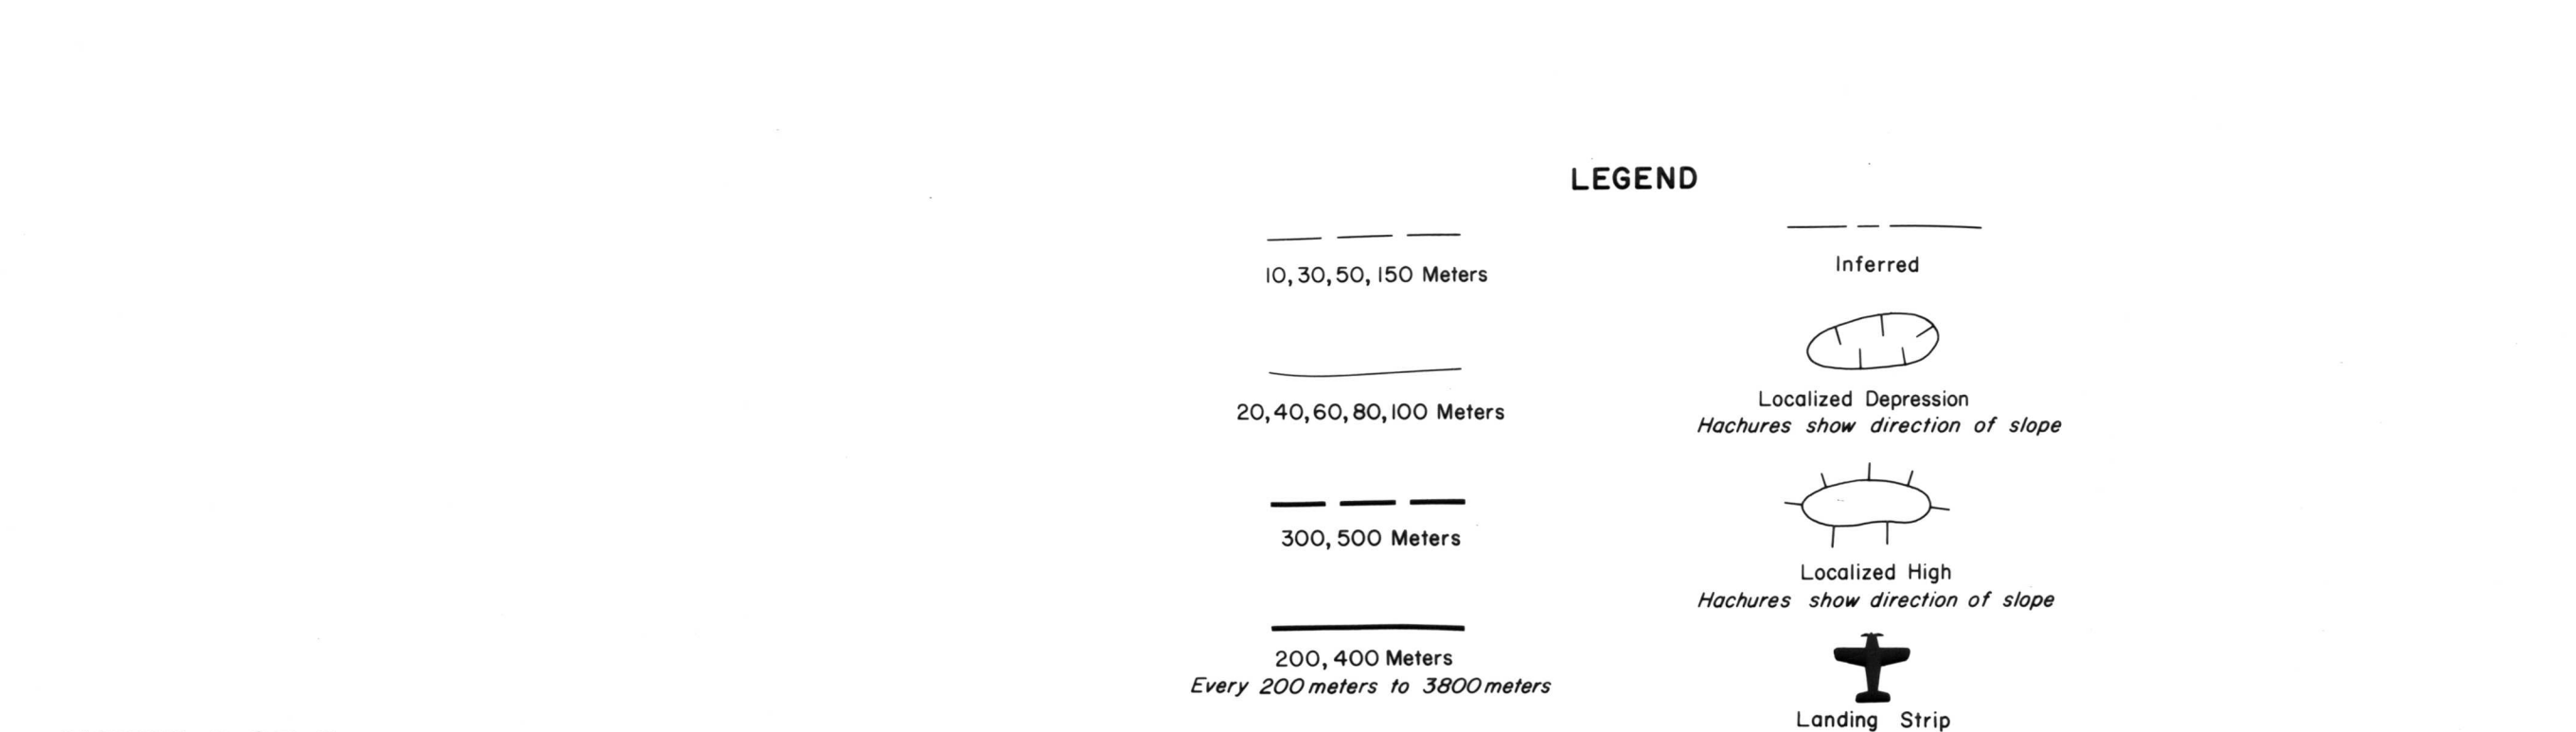 LEGEND
10, 30, 50, 150 Meters
20, 40, 60, 80, 100 Meters
300, 500 Meters
200, 400 Meters
Every 200 meters to 3800 meters
Inferred
Localized Depression
Hachures show direction of slope
Localized High
Hachures show direction of slope
Landing Strip